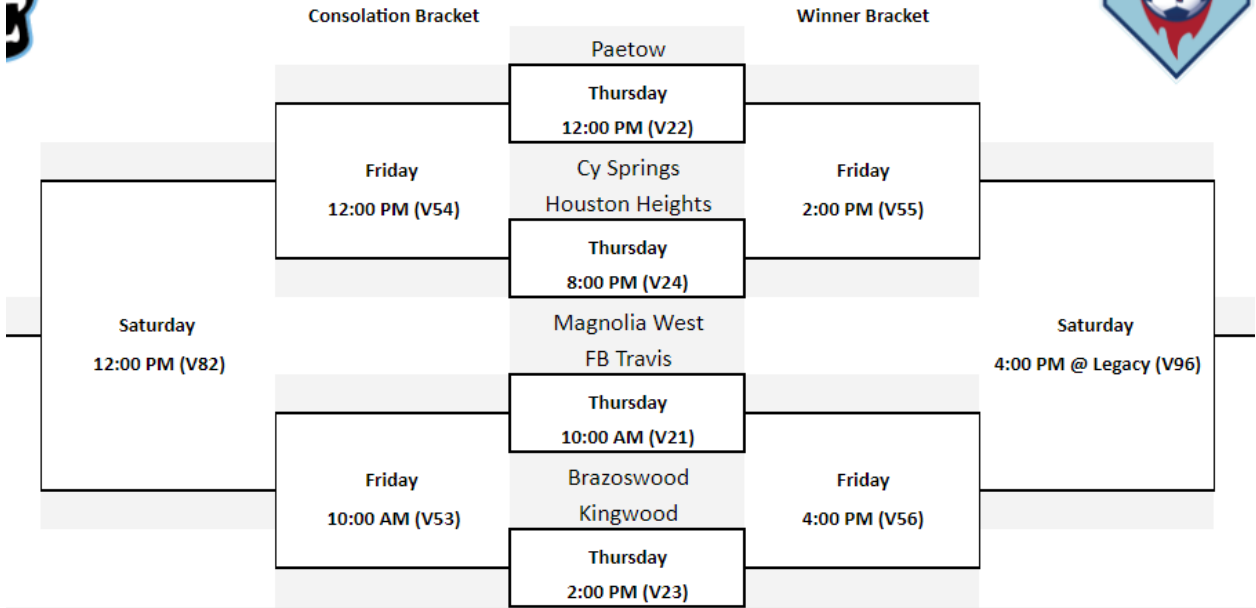 Consolation Bracket
Winner Bracket
Paetow
Thursday
12:00 PM (V22)
Cy Springs
Houston Heights
Friday
12:00 PM (V54)
Friday
2:00 PM (V55)
Thursday
8:00 PM (V24)
Magnolia West
FB Travis
Saturday
12:00 PM (V82)
Saturday
4:00 PM @ Legacy (V96)
Thursday
10:00 AM (V21)
Brazoswood
Kingwood
Friday
10:00 AM (V53)
Friday
4:00 PM (V56)
Thursday
2:00 PM (V23)